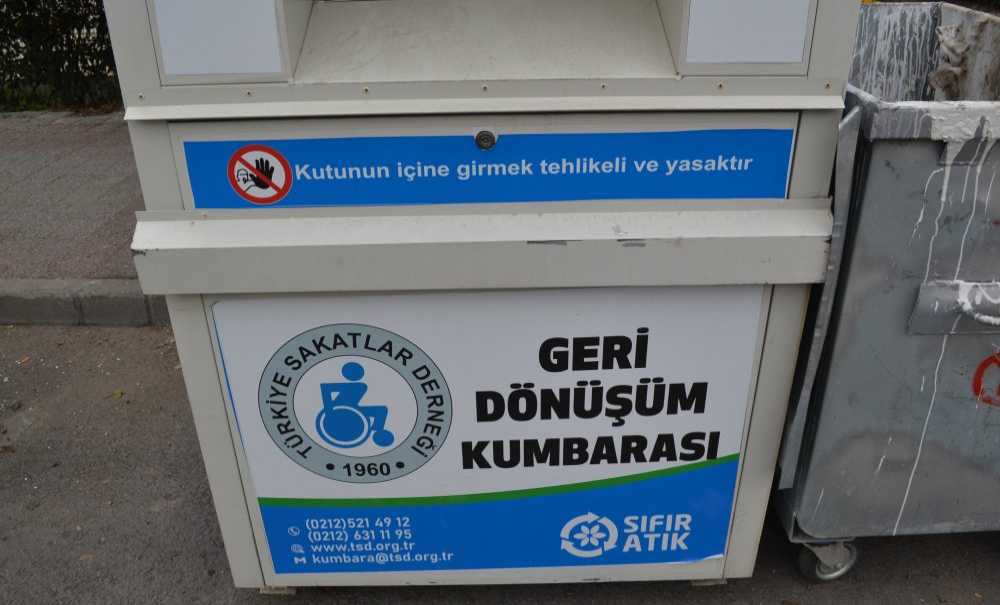 Kutunun içine girmek tehlikeli ve yasaktır
TÜRKİYE SAKATLAR DERNEĞİ
• 1960 •
GERİ
DÖNÜŞÜM
KUMBARASI
(0212)521 49 12
(0212) 631 11 95
www.tsd.org.tr
kumbara@tsd.org.tr
SIFIR
ATIK